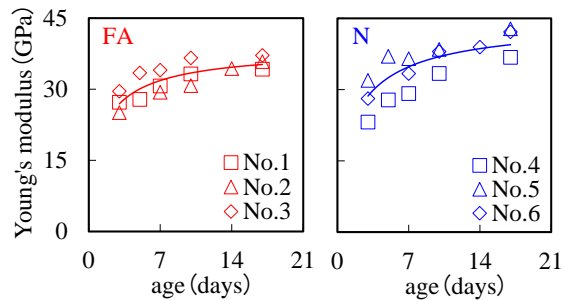 Young's modulus (GPa)
45
30
15
0
FA
No.1
No.2
No.3
0 7 14 21
age (days)
N
No.4
No.5
No.6
0 7 14 21
age (days)